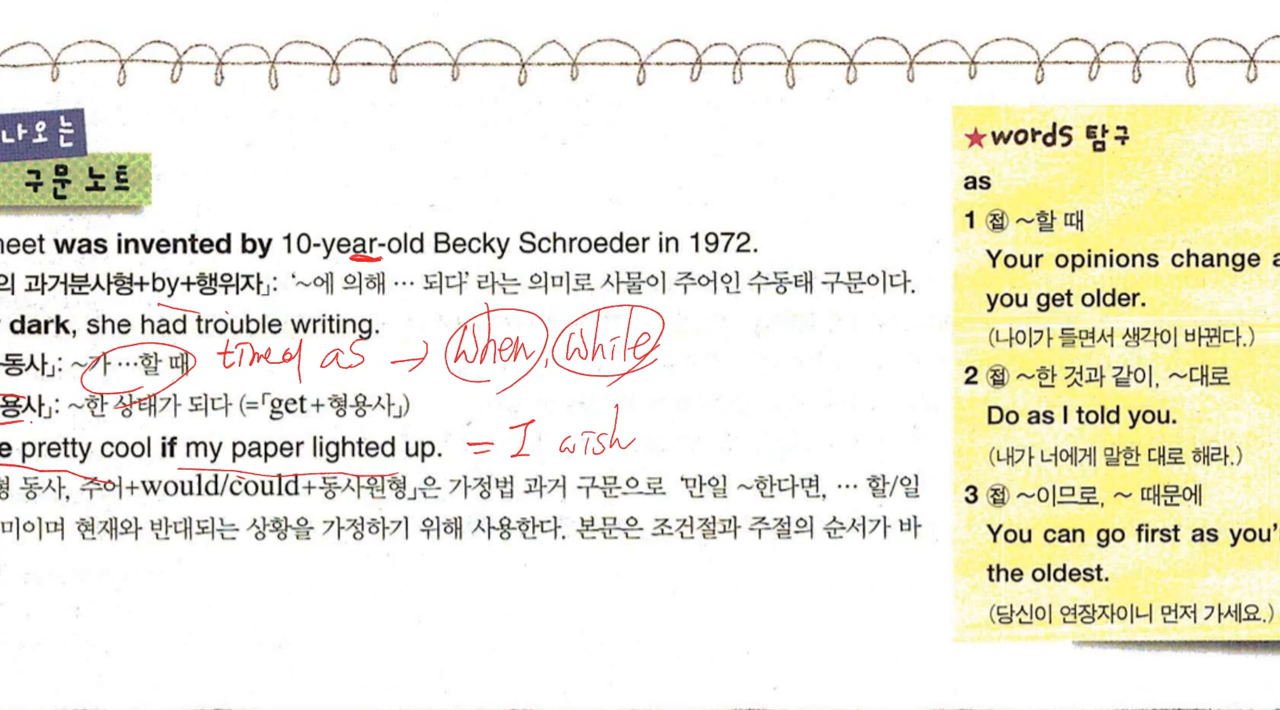 나오는
구문 노트
neet was invented by 10-year-old Becky Schroeder in 1972.
의 과거분사형+by+행위자」: '~에 의해 … 되다' 라는 의미로 사물이 주어인 수동태 구문이다.
dark, she had trouble writing.
동사」: ~가 …할 때 timed as → when, while
용사」: ~한 상태가 되다 (=「get+형용사」)
e pretty cool if my paper lighted up. = I wish
형 동사, 주어+would/could+동사원형」은 가정법 과거 구문으로 '만일 ~한다면, … 할/일
미이며 현재와 반대되는 상황을 가정하기 위해 사용한다. 본문은 조건절과 주절의 순서가 바
★words 탐구
as
1 접 ~할 때
Your opinions change a
you get older.
(나이가 들면서 생각이 바뀐다.)
2 접 ~한 것과 같이, ~대로
Do as I told you.
(내가 너에게 말한 대로 해라.)
3 접 ~이므로, ~ 때문에
You can go first as you'
the oldest.
(당신이 연장자이니 먼저 가세요.)